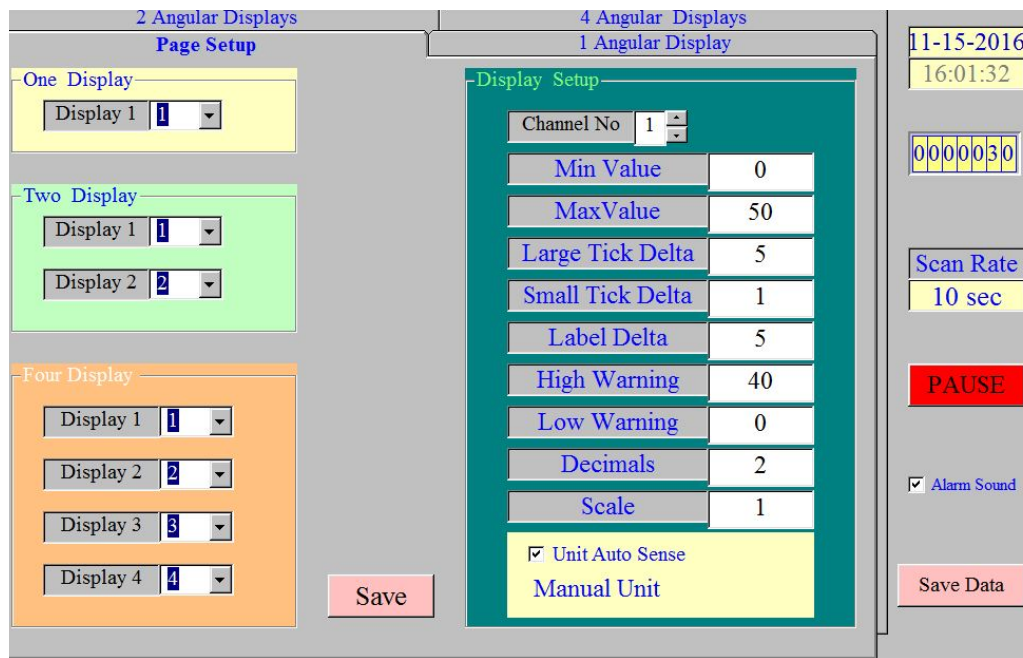 2 Angular Displays
4 Angular Displays
Page Setup
1 Angular Display
One Display
Display 1 1
Two Display
Display 1 1
Display 2 2
Four Display
Display 1 1
Display 2 2
Display 3 3
Display 4 4
Save
Display Setup
Channel No 1
Min Value 0
MaxValue 50
Large Tick Delta 5
Small Tick Delta 1
Label Delta 5
High Warning 40
Low Warning 0
Decimals 2
Scale 1
Unit Auto Sense
Manual Unit
11-15-2016
16:01:32
0000030
Scan Rate
10 sec
PAUSE
Alarm Sound
Save Data